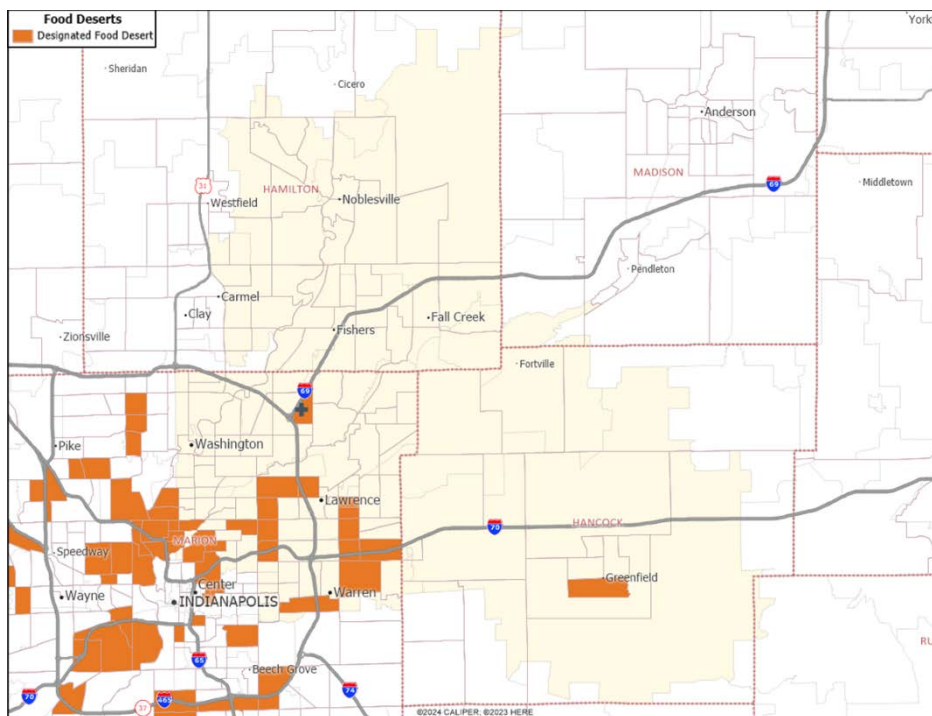 Food Deserts
Designated Food Desert
York
Sheridan
Cicero
Anderson
31
HAMILTON
MADISON
69
Middletown
Westfield
Noblesville
Pendleton
Carmel
Clay
Fall Creek
Fishers
Zionsville
Fortville
69
Pike
Washington
Lawrence
MARION
70
HANCOCK
Speedway
Center
Greenfield
Wayne
INDIANAPOLIS
Warren
RU
65
Beech Grove
70
465
74
37
©2024 CALIPER; ©2023 HERE